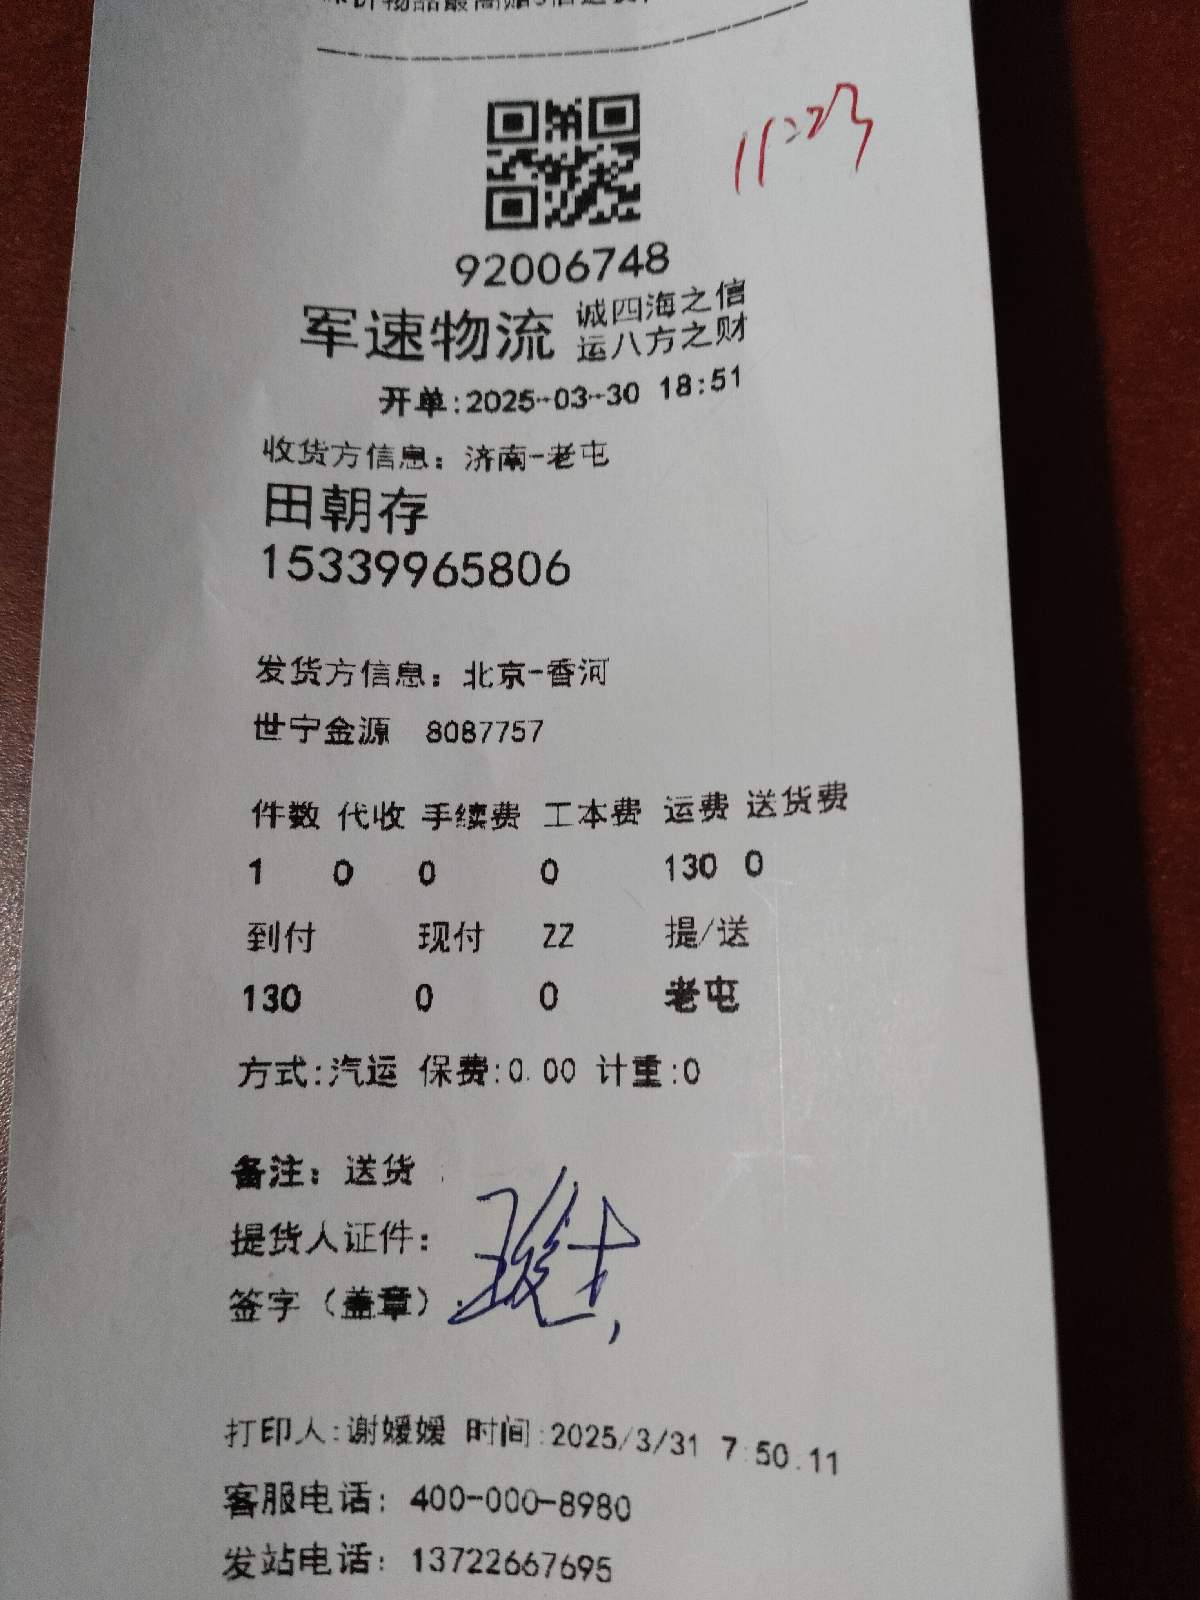 11:23
92006748
军速物流 诚四海之信
运八方之财
开单:2025-03-30 18:51
收货方信息：济南-老屯
田朝存
15339965806
发货方信息：北京-香河
世宁金源 8087757
件数 代收 手续费 工本费 运费 送货费
1 0 0 0 130 0
到付 现付 ZZ 提/送
130 0 0 老屯
方式:汽运 保费:0.00 计重:0
备注：送货
提货人证件：
签字（盖章）
打印人:谢媛媛 时间:2025/3/31 7:50:11
客服电话：400-000-8980
发站电话：13722667695